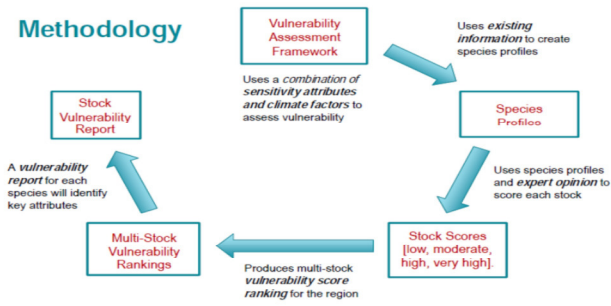 Methodology
Vulnerability
Assessment
Framework
Uses a combination of
sensitivity attributes
and climate factors to
assess vulnerability
Uses existing
information to create
species profiles
Species
Profiles
Uses species profiles
and expert opinion to
score each stock
Stock Scores
[low, moderate,
high, very high].
Produces multi-stock
vulnerability score
ranking for the region
Multi-Stock
Vulnerability
Rankings
A vulnerability
report for each
species will identify
key attributes
Stock
Vulnerability
Report